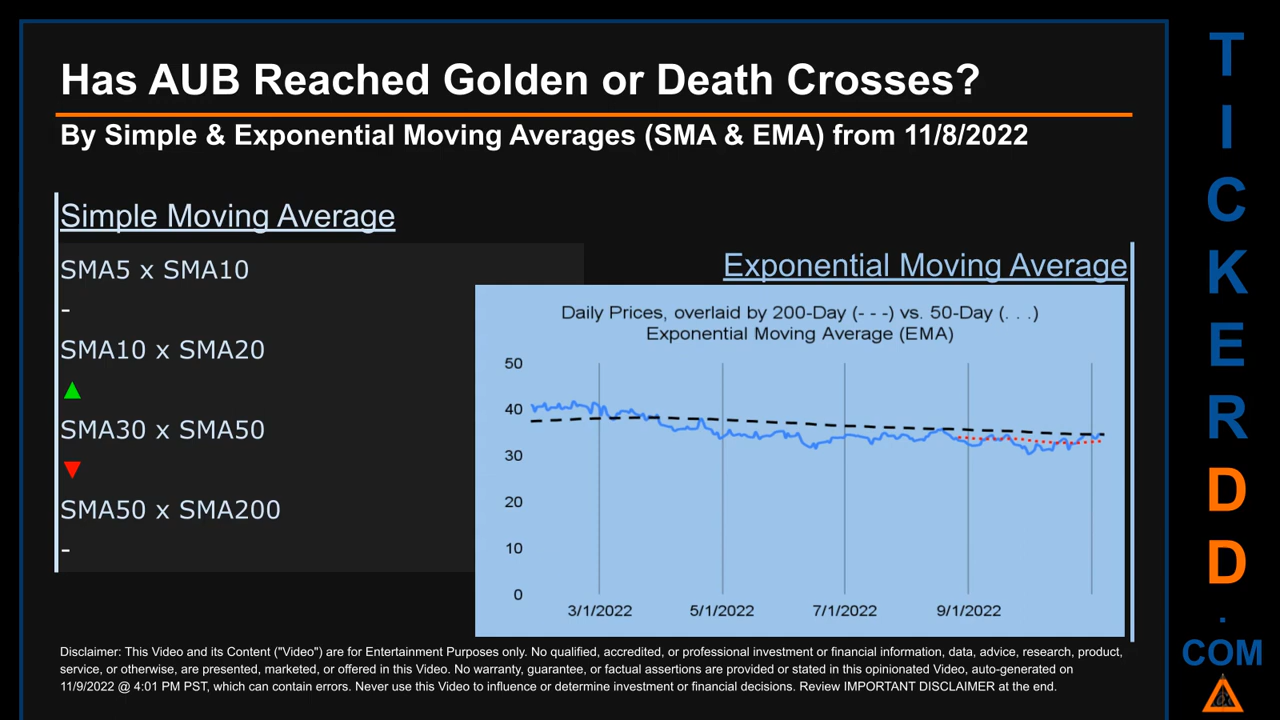 Has AUB Reached Golden or Death Crosses?
By Simple & Exponential Moving Averages (SMA & EMA) from 11/8/2022
Simple Moving Average
SMA5 x SMA10
-
SMA10 x SMA20
▲
SMA30 x SMA50
▼
SMA50 x SMA200
-
Exponential Moving Average
Daily Prices, overlaid by 200-Day (- - -) vs. 50-Day (. . .)
Exponential Moving Average (EMA)
50
40
30
20
10
0
3/1/2022 5/1/2022 7/1/2022 9/1/2022
Disclaimer: This Video and its Content ("Video") are for Entertainment Purposes only. No qualified, accredited, or professional investment or financial information, data, advice, research, product,
service, or otherwise, are presented, marketed, or offered in this Video. No warranty, guarantee, or factual assertions are provided or stated in this opinionated Video, auto-generated on
11/9/2022 @ 4:01 PM PST, which can contain errors. Never use this Video to influence or determine investment or financial decisions. Review IMPORTANT DISCLAIMER at the end.
T
I
C
K
E
R
D
D
.
COM